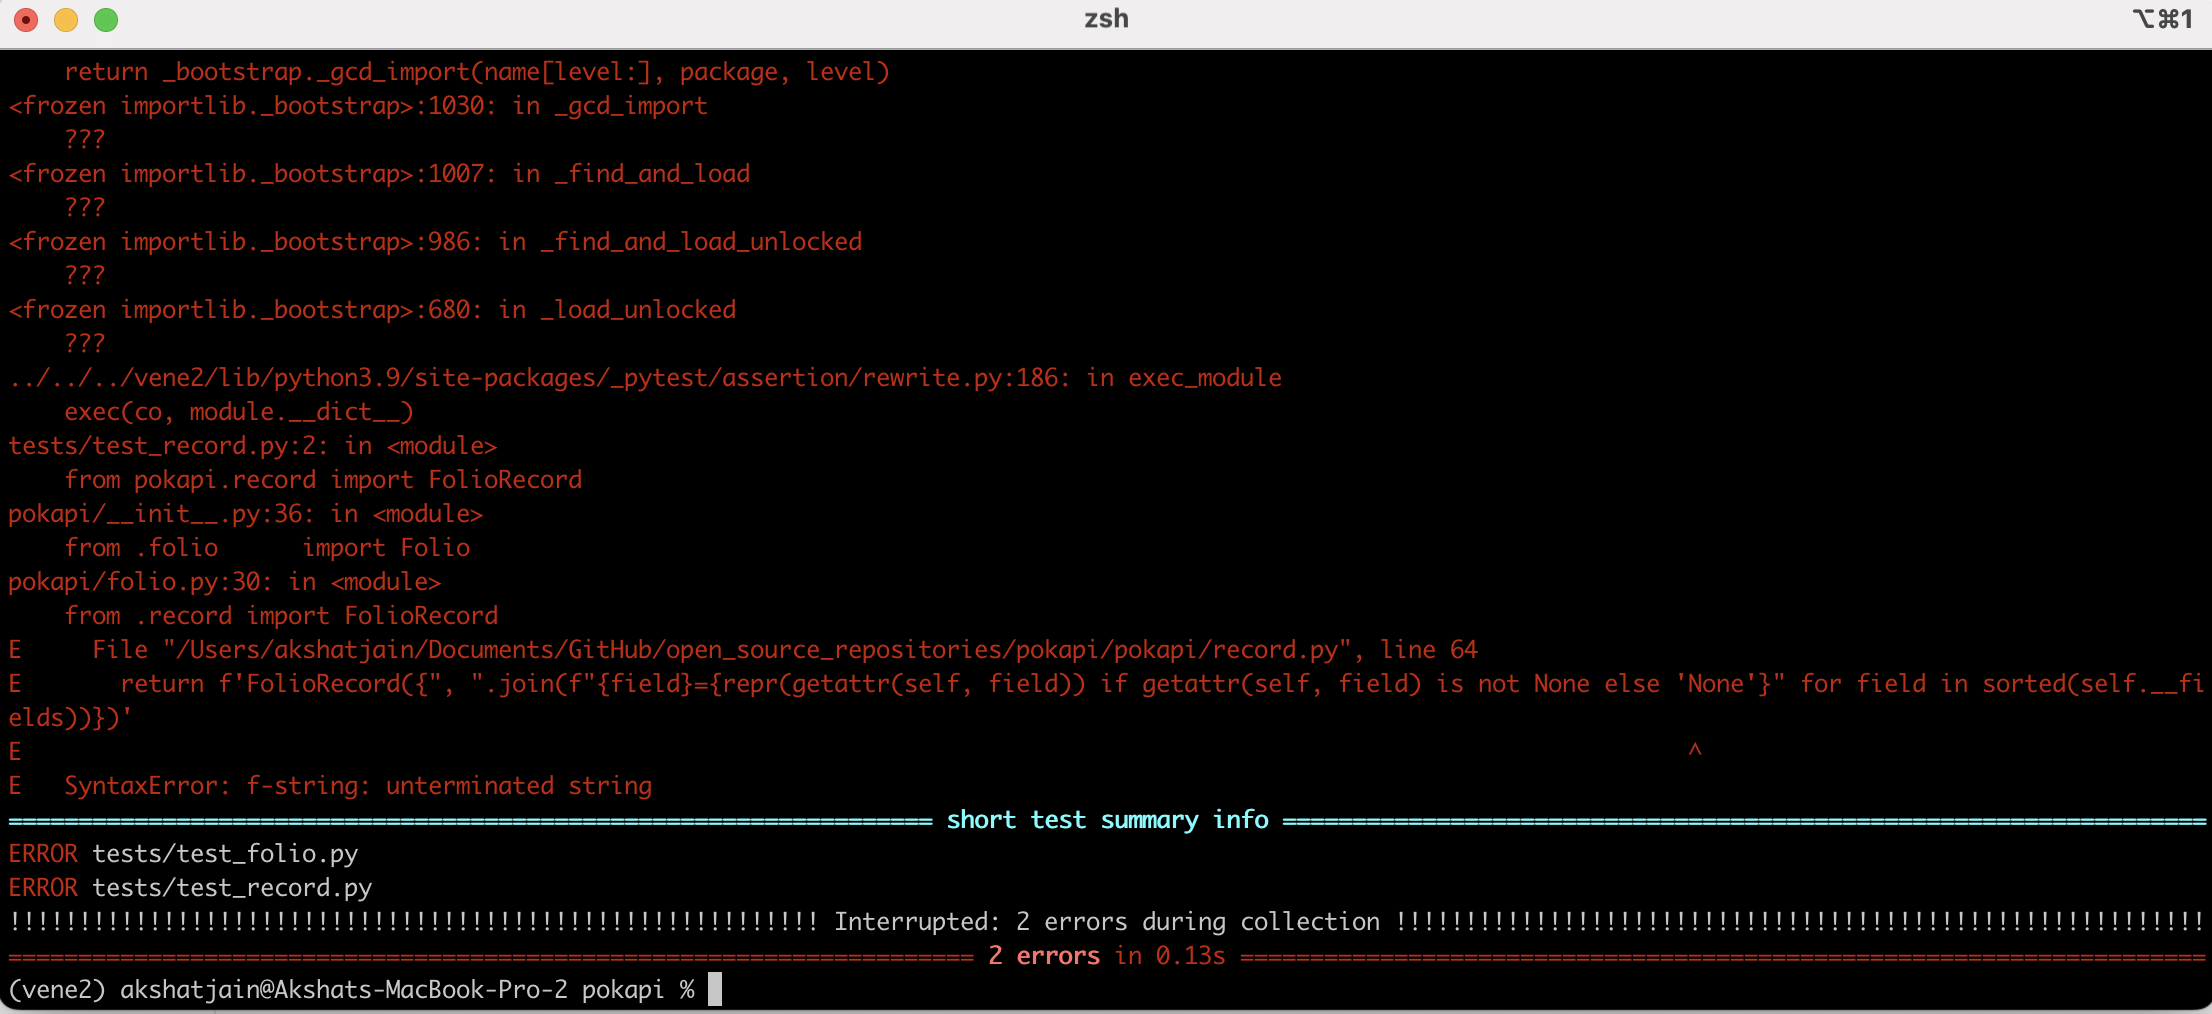 zsh
⌥⌘1
return _bootstrap._gcd_import(name[level:], package, level)
<frozen importlib._bootstrap>:1030: in _gcd_import
???
<frozen importlib._bootstrap>:1007: in _find_and_load
???
<frozen importlib._bootstrap>:986: in _find_and_load_unlocked
???
<frozen importlib._bootstrap>:680: in _load_unlocked
???
../../../vene2/lib/python3.9/site-packages/_pytest/assertion/rewrite.py:186: in exec_module
exec(co, module.__dict__)
tests/test_record.py:2: in <module>
from pokapi.record import FolioRecord
pokapi/__init__.py:36: in <module>
from .folio      import Folio
pokapi/folio.py:30: in <module>
from .record import FolioRecord
E     File "/Users/akshatjain/Documents/GitHub/open_source_repositories/pokapi/pokapi/record.py", line 64
E       return f'FolioRecord({", ".join(f"{field}={repr(getattr(self, field)) if getattr(self, field) is not None else 'None'}" for field in sorted(self.__fi
elds))})'
E                                                                                                                       ^
E   SyntaxError: f-string: unterminated string
===================================================================== short test summary info ==================================================================
ERROR tests/test_folio.py
ERROR tests/test_record.py
!!!!!!!!!!!!!!!!!!!!!!!!!!!!!!!!!!!!!!!!!!!!!!!!!!!!!!!!!! Interrupted: 2 errors during collection !!!!!!!!!!!!!!!!!!!!!!!!!!!!!!!!!!!!!!!!!!!!!!!!!!!!!!!!!!
===================================================================== 2 errors in 0.13s =====================================================================
(vene2) akshatjain@Akshats-MacBook-Pro-2 pokapi %